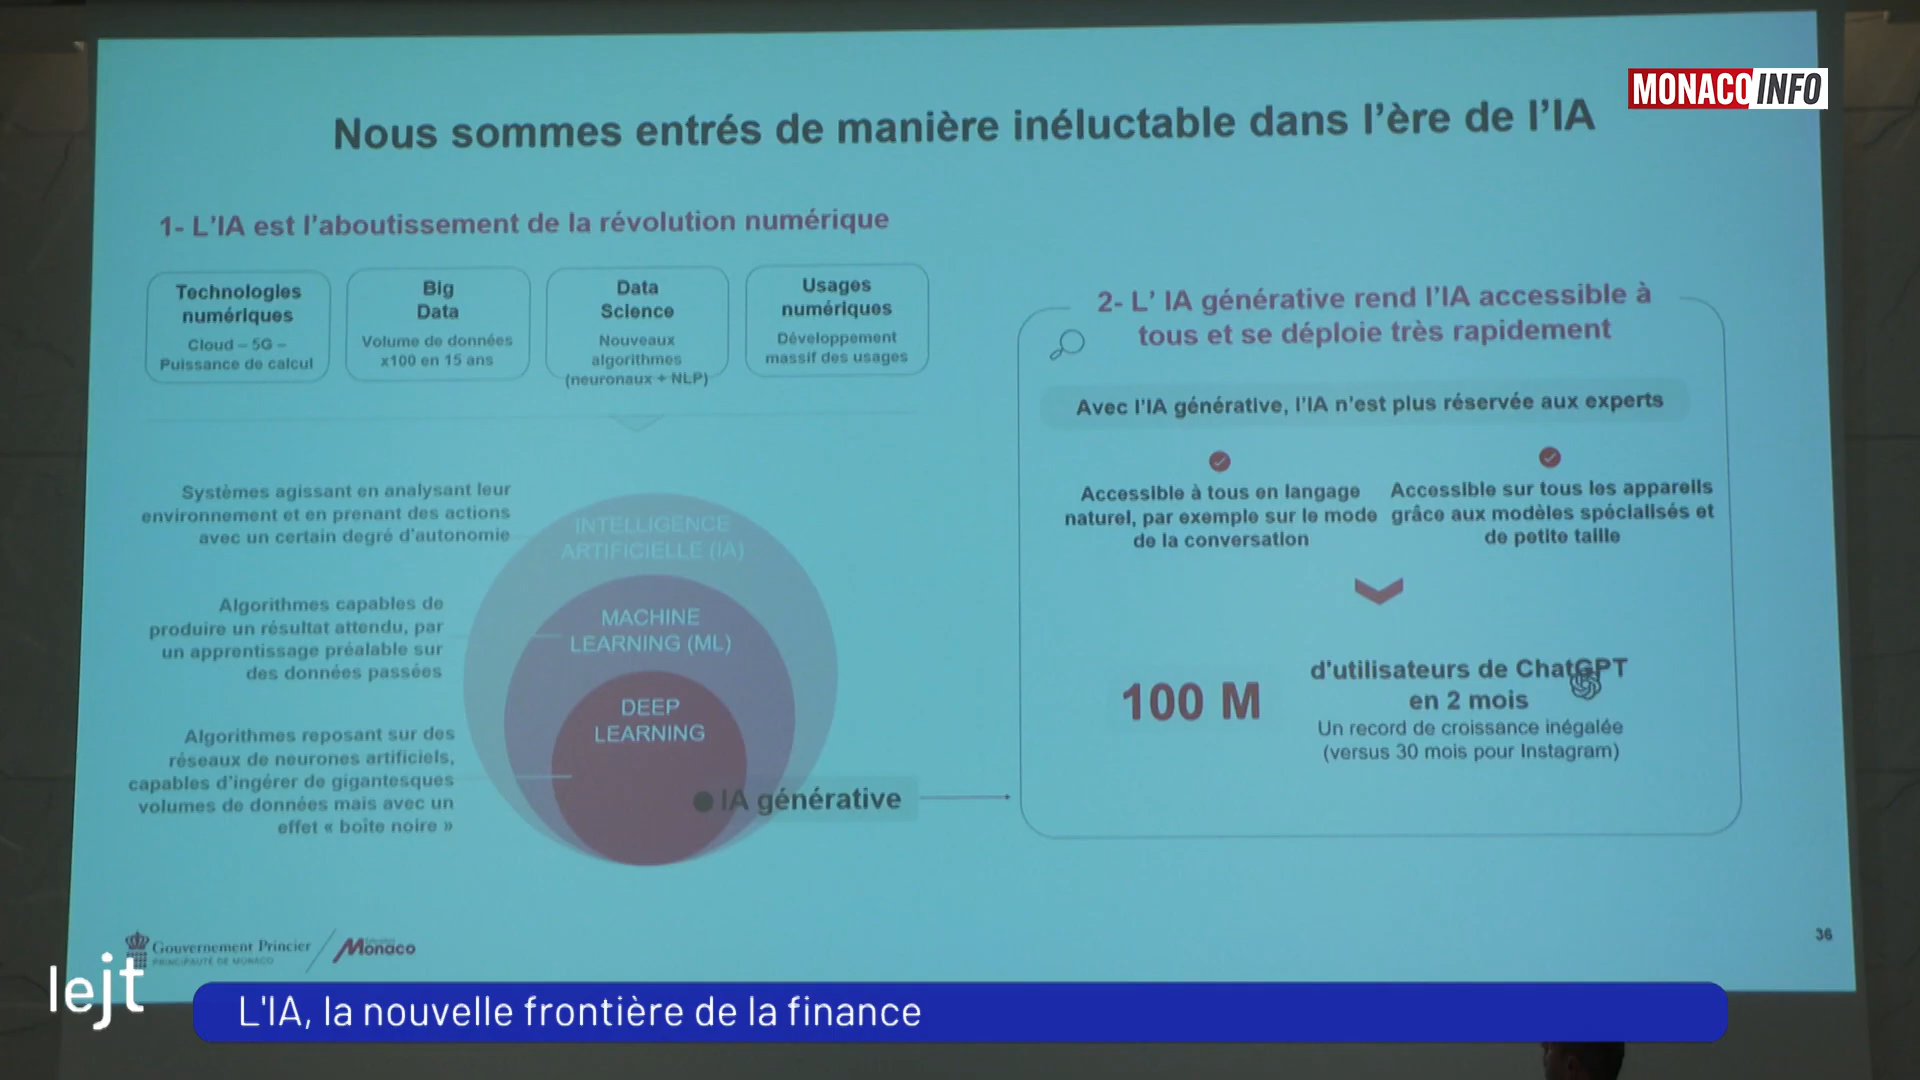 MONACO INFO
Nous sommes entrés de manière inéluctable dans l'ère de l'IA
1- L'IA est l'aboutissement de la révolution numérique
Technologies
numériques
Cloud – 5G –
Puissance de calcul
Big
Data
Volume de données
x100 en 15 ans
Data
Science
Nouveaux
algorithmes
(neuronaux + NLP)
Usages
numériques
Développement
massif des usages
Systèmes agissant en analysant leur
environnement et en prenant des actions
avec un certain degré d'autonomie
Algorithmes capables de
produire un résultat attendu, par
un apprentissage préalable sur
des données passées
Algorithmes reposant sur des
réseaux de neurones artificiels,
capables d'ingérer de gigantesques
volumes de données mais avec un
effet « boîte noire »
INTELLIGENCE
ARTIFICIELLE (IA)
MACHINE
LEARNING (ML)
DEEP
LEARNING
IA générative
2- L' IA générative rend l'IA accessible à
tous et se déploie très rapidement
Avec l'IA générative, l'IA n'est plus réservée aux experts
Accessible à tous en langage
naturel, par exemple sur le mode
de la conversation
Accessible sur tous les appareils
grâce aux modèles spécialisés et
de petite taille
100 M
d'utilisateurs de ChatGPT
en 2 mois
Un record de croissance inégalée
(versus 30 mois pour Instagram)
Gouvernement Princier
PRINCIPAUTÉ DE MONACO
Monaco
36
lejt
L'IA, la nouvelle frontière de la finance